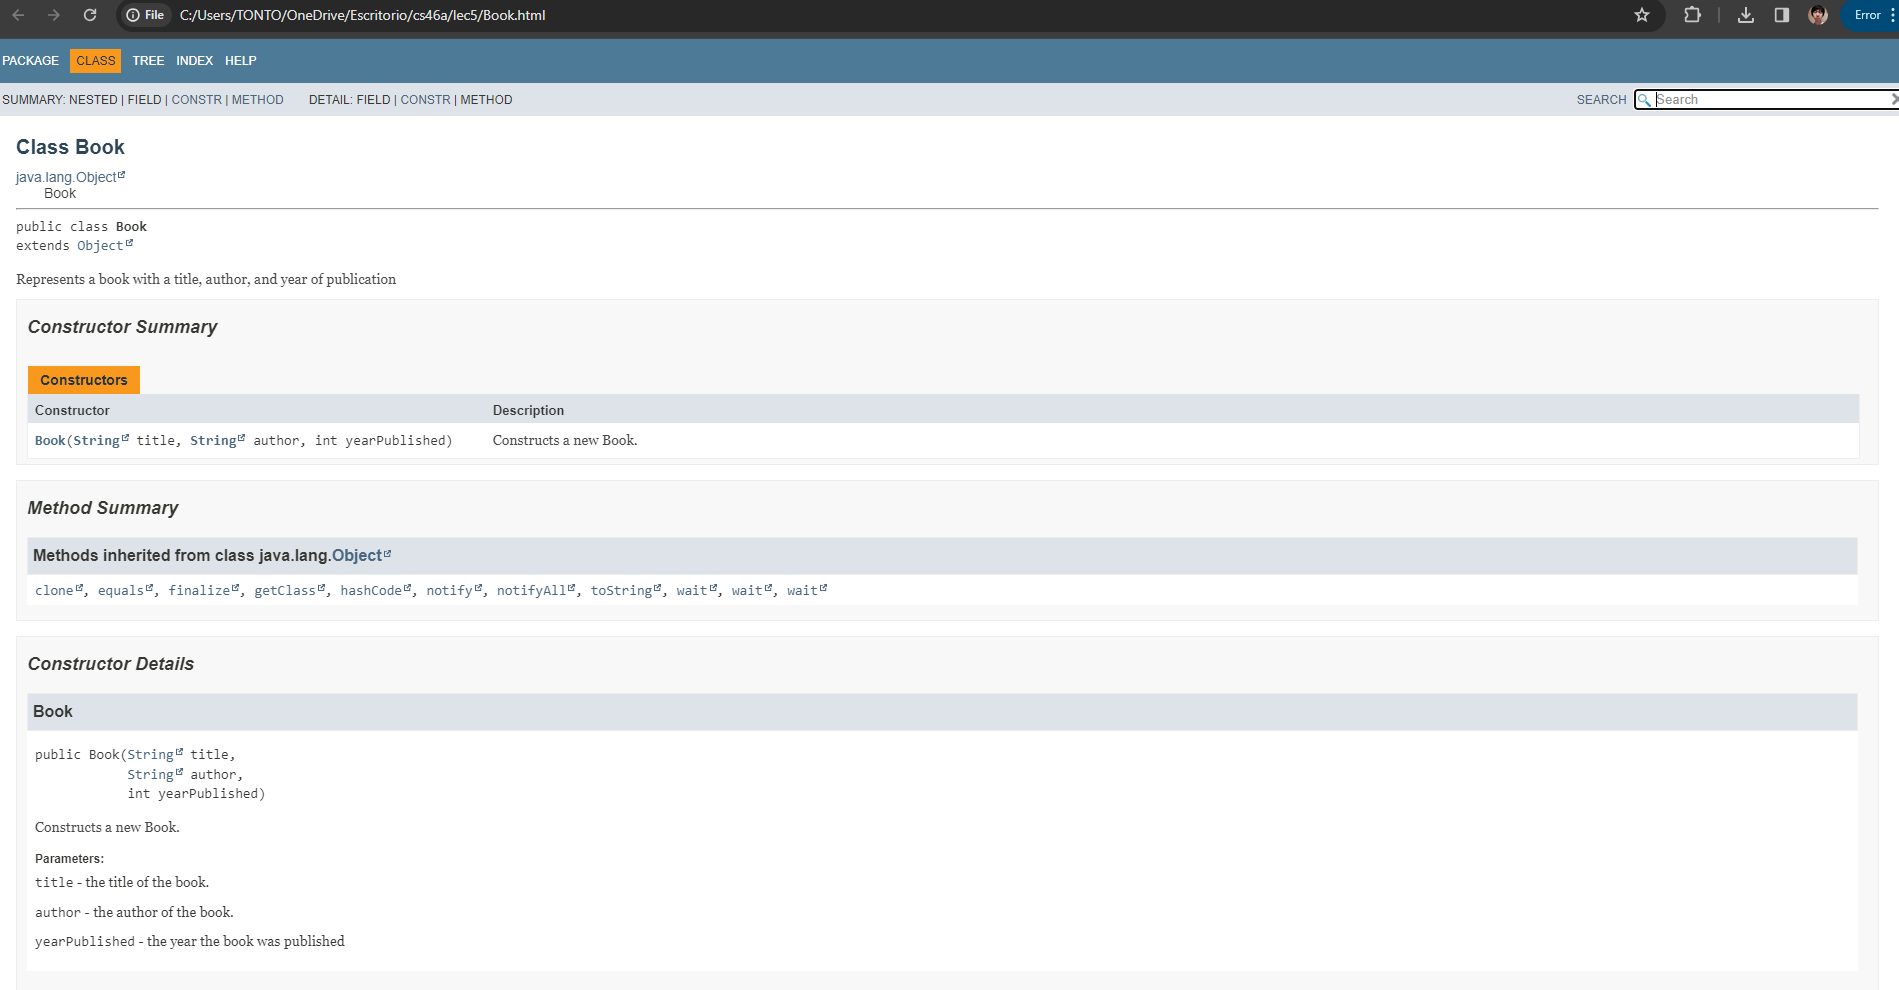 File C:/Users/TONTO/OneDrive/Escritorio/cs46a/lec5/Book.html Error
PACKAGE CLASS TREE INDEX HELP
SUMMARY: NESTED | FIELD | CONSTR | METHOD DETAIL: FIELD | CONSTR | METHOD SEARCH Search
Class Book
java.lang.Object
Book
public class Book
extends Object
Represents a book with a title, author, and year of publication
Constructor Summary
Constructors
Constructor Description
Book(String title, String author, int yearPublished) Constructs a new Book.
Method Summary
Methods inherited from class java.lang.Object
clone, equals, finalize, getClass, hashCode, notify, notifyAll, toString, wait, wait, wait
Constructor Details
Book
public Book(String title,
String author,
int yearPublished)
Constructs a new Book.
Parameters:
title - the title of the book.
author - the author of the book.
yearPublished - the year the book was published